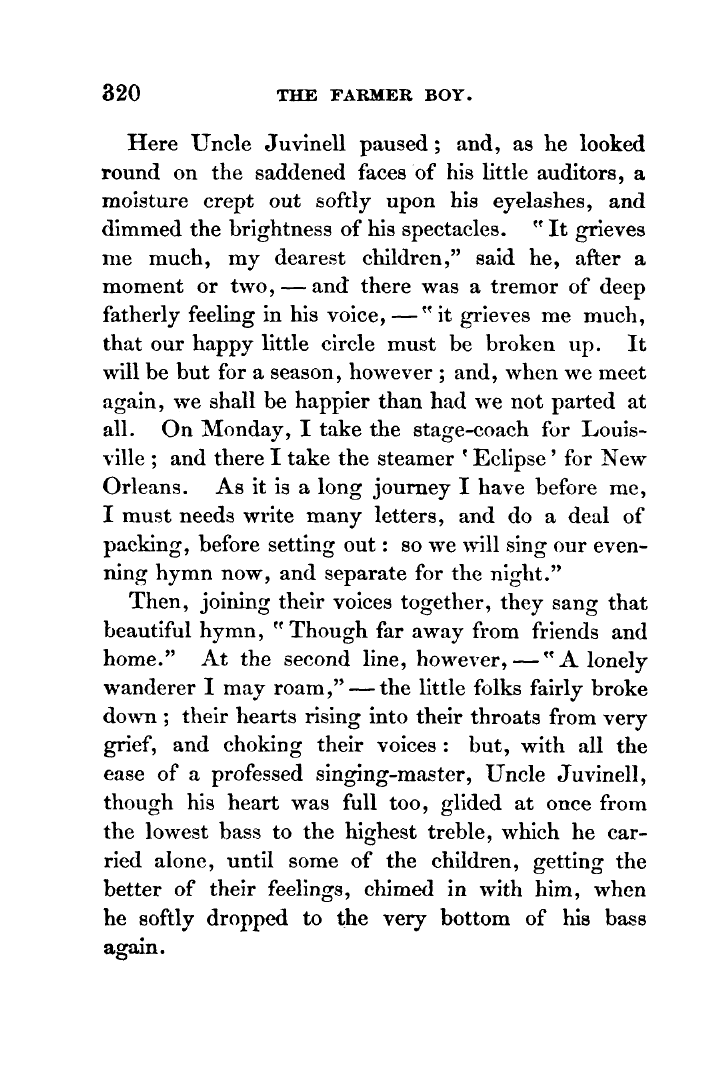 320 THE FARMER BOY.
Here Uncle Juvinell paused; and, as he looked
round on the saddened faces of his little auditors, a
moisture crept out softly upon his eyelashes, and
dimmed the brightness of his spectacles. "It grieves
me much, my dearest children," said he, after a
moment or two, — and there was a tremor of deep
fatherly feeling in his voice, — "it grieves me much,
that our happy little circle must be broken up. It
will be but for a season, however; and, when we meet
again, we shall be happier than had we not parted at
all. On Monday, I take the stage-coach for Louis-
ville; and there I take the steamer 'Eclipse' for New
Orleans. As it is a long journey I have before me,
I must needs write many letters, and do a deal of
packing, before setting out: so we will sing our even-
ning hymn now, and separate for the night."
Then, joining their voices together, they sang that
beautiful hymn, "Though far away from friends and
home." At the second line, however, — "A lonely
wanderer I may roam," — the little folks fairly broke
down; their hearts rising into their throats from very
grief, and choking their voices: but, with all the
ease of a professed singing-master, Uncle Juvinell,
though his heart was full too, glided at once from
the lowest bass to the highest treble, which he car-
ried alone, until some of the children, getting the
better of their feelings, chimed in with him, when
he softly dropped to the very bottom of his bass
again.